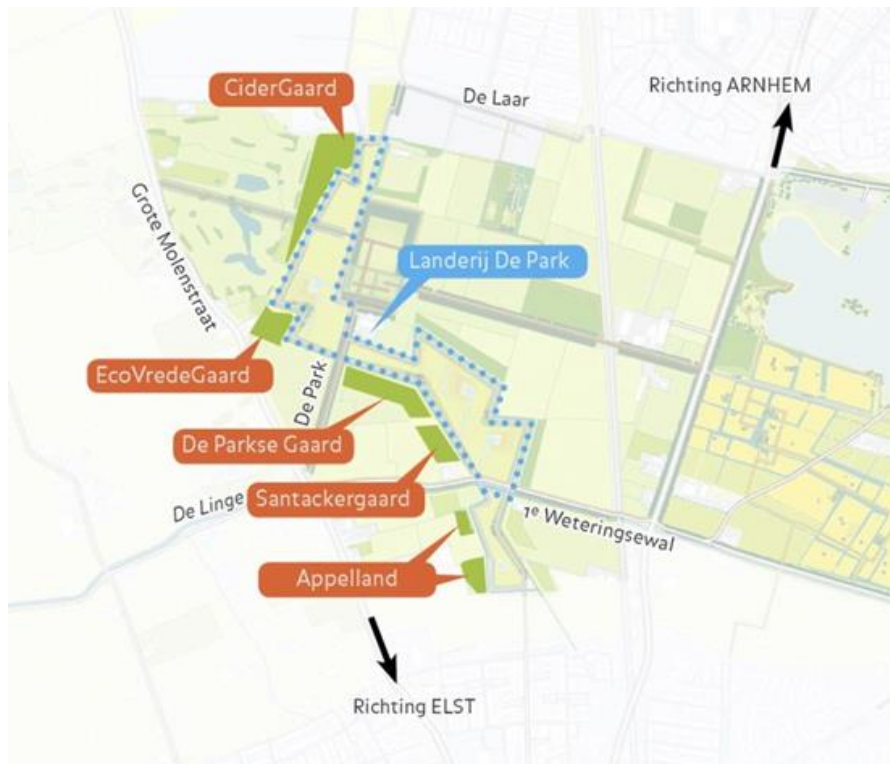 CiderGaard
De Laar
Richting ARNHEM
Grote Molenstraat
Landerij De Park
EcoVredeGaard
De Park
De Parkse Gaard
Santackergaard
De Linge
1e Weteringsewal
Appelland
Richting ELST